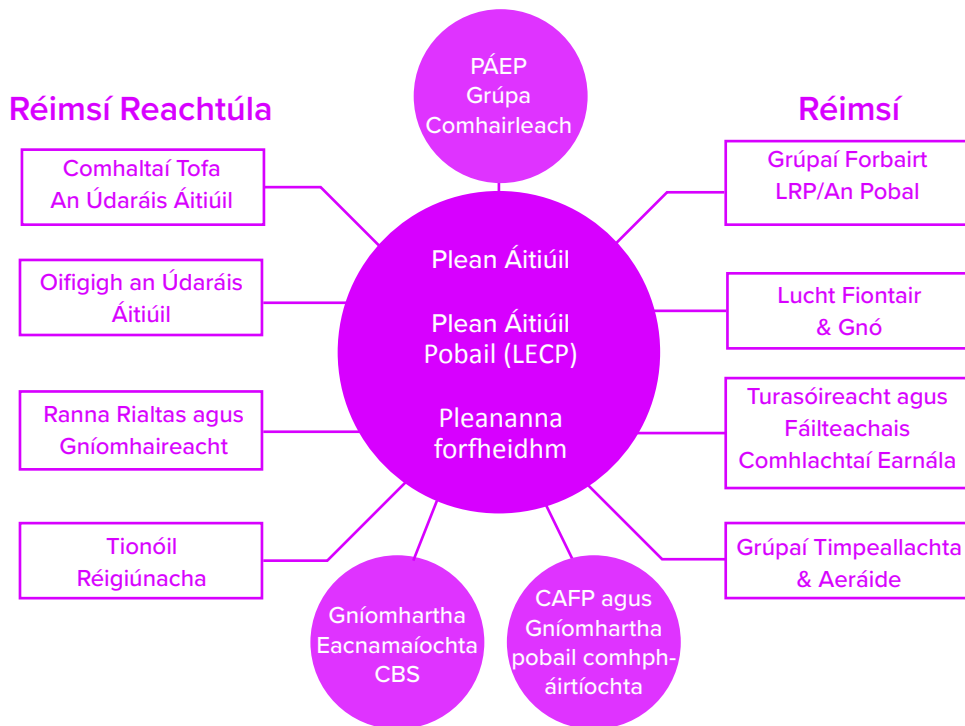 PÁEP
Grúpa
Comhairleach
Réimsí Reachtúla
Comhaltaí Tofa
An Údaráis Áitiúil
Oifigigh an Údaráis
Áitiúil
Ranna Rialtas agus
Gníomhaireacht
Tionóil
Réigiúnacha
Plean Áitiúil
Plean Áitiúil
Pobail (LECP)
Pleananna
forfheidhm
Réimsí
Grúpaí Forbairt
LRP/An Pobal
Lucht Fiontair
& Gnó
Turasóireacht agus
Fáilteachais
Comhlachtaí Earnála
Grúpaí Timpeallachta
& Aeráide
Gníomhartha
Eacnamaíochta
CBS
CAFP agus
Gníomhartha
pobail comhph-
áirtíochta